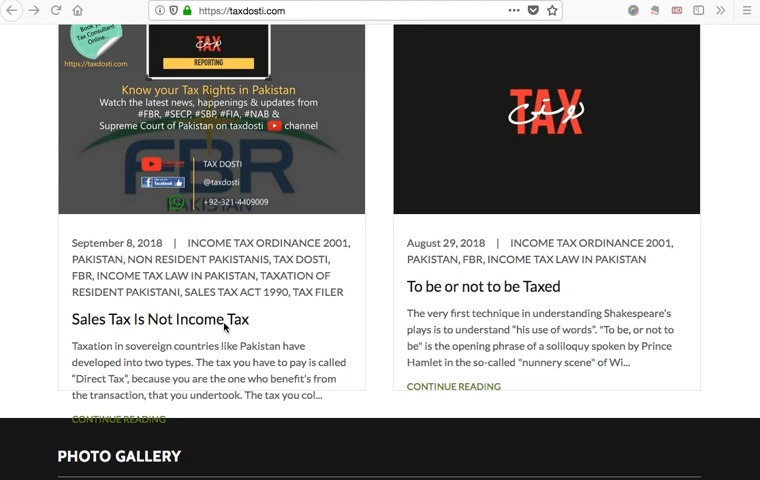 https://taxdosti.com
Book
Tax Consultant
Online..
https://taxdosti.com
TAX
دوستی
REPORTING
Know your Tax Rights in Pakistan
Watch the latest news, happenings & updates from
#FBR, #SECP, #SBP, #FIA, #NAB &
Supreme Court of Pakistan on taxdosti channel
FBR
PAKISTAN
TAX DOSTI
@taxdosti
+92-321-4409009
September 8, 2018 | INCOME TAX ORDINANCE 2001,
PAKISTAN, NON RESIDENT PAKISTANIS, TAX DOSTI,
FBR, INCOME TAX LAW IN PAKISTAN, TAXATION OF
RESIDENT PAKISTANI, SALES TAX ACT 1990, TAX FILER
Sales Tax Is Not Income Tax
Taxation in sovereign countries like Pakistan have
developed into two types. The tax you have to pay is called
“Direct Tax”, because you are the one who benefit’s from
the transaction, that you undertook. The tax you col...
CONTINUE READING
TAX
دوستی
August 29, 2018 | INCOME TAX ORDINANCE 2001,
PAKISTAN, FBR, INCOME TAX LAW IN PAKISTAN
To be or not to be Taxed
The very first technique in understanding Shakespeare’s
plays is to understand “his use of words”. "To be, or not to
be" is the opening phrase of a soliloquy spoken by Prince
Hamlet in the so-called "nunnery scene" of Wi...
CONTINUE READING
PHOTO GALLERY